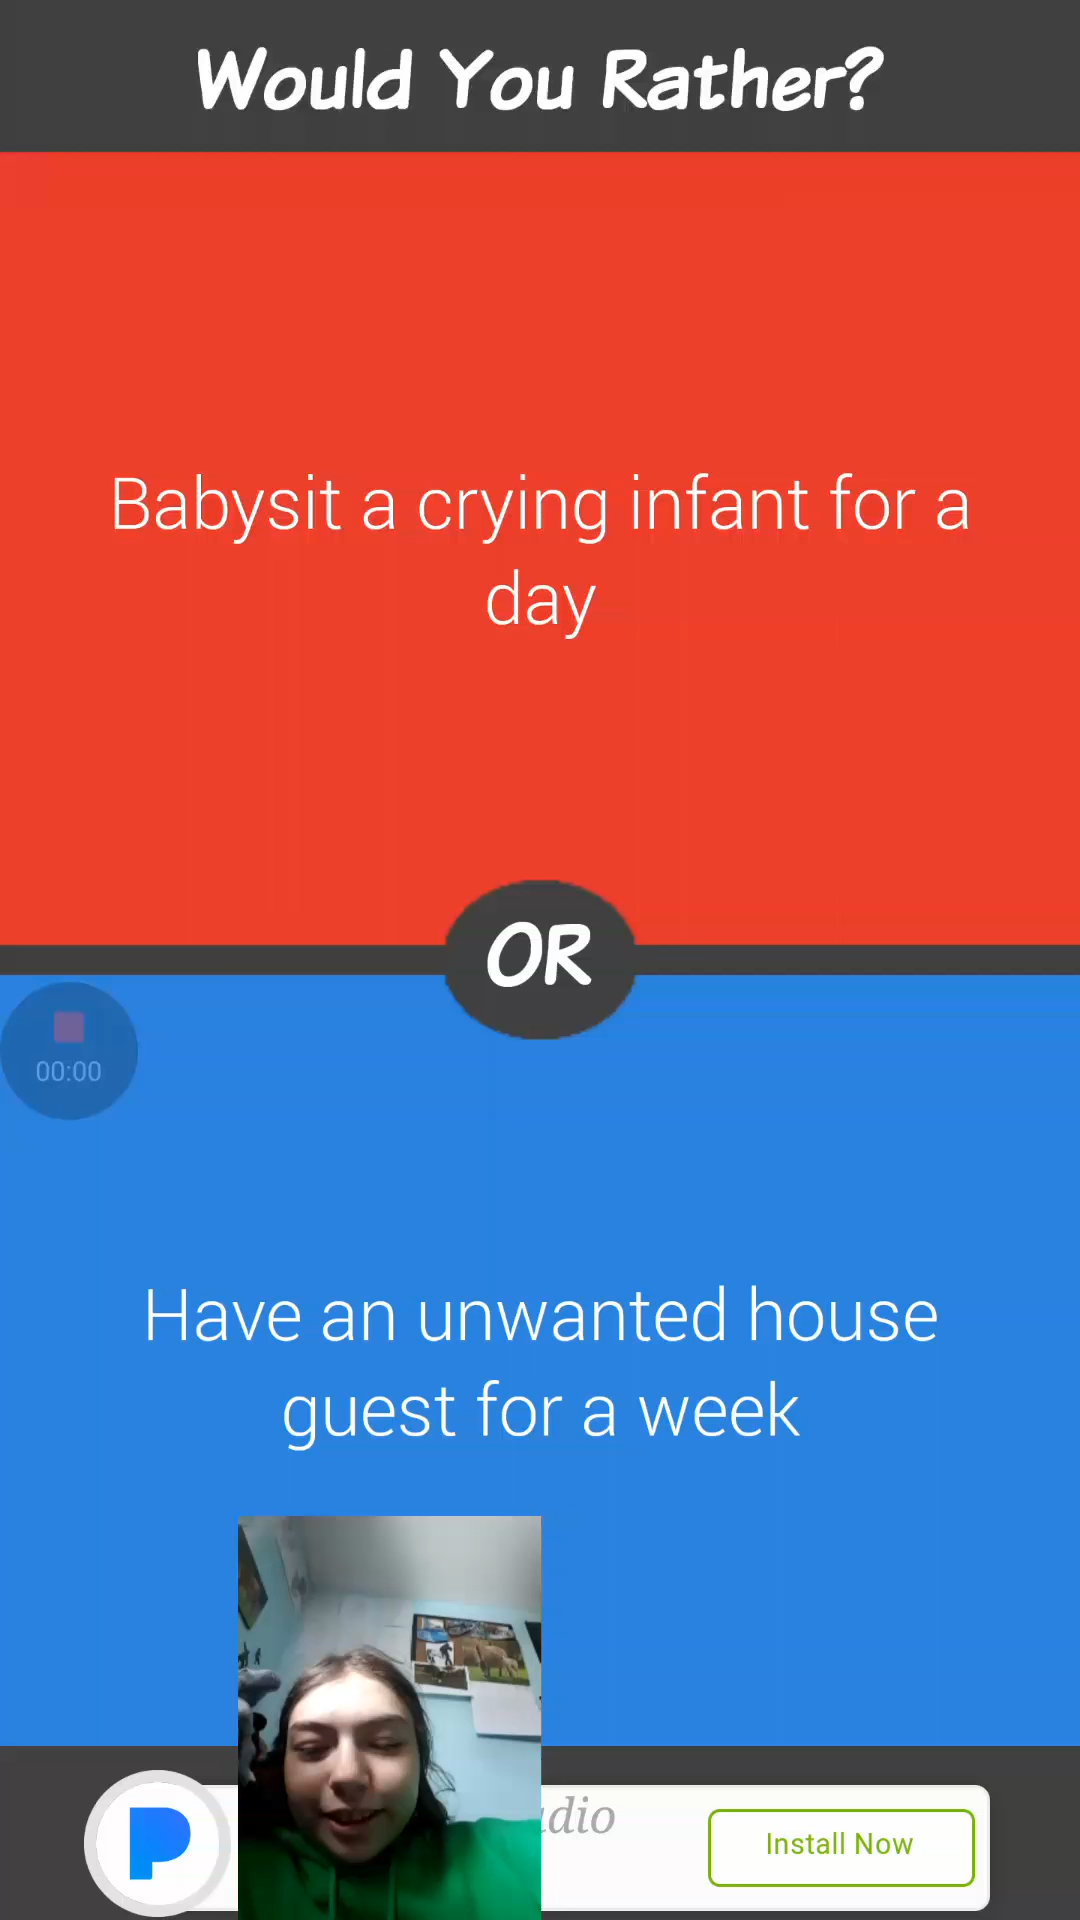 Would You Rather?
Babysit a crying infant for a
day
OR
00:00
Have an unwanted house
guest for a week
Install Now